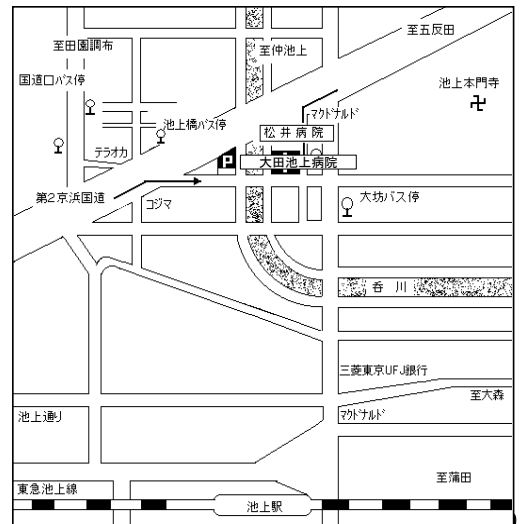 至五反田
至田園調布
至仲池上
国道口バス停
池上本門寺
マクドナルド
池上橋バス停
松井病院
テラオカ
P
大田池上病院
第2京浜国道
コジマ
大坊バス停
呑川
三菱東京UFJ銀行
至大森
池上通り
マクドナルド
至蒲田
東急池上線
池上駅